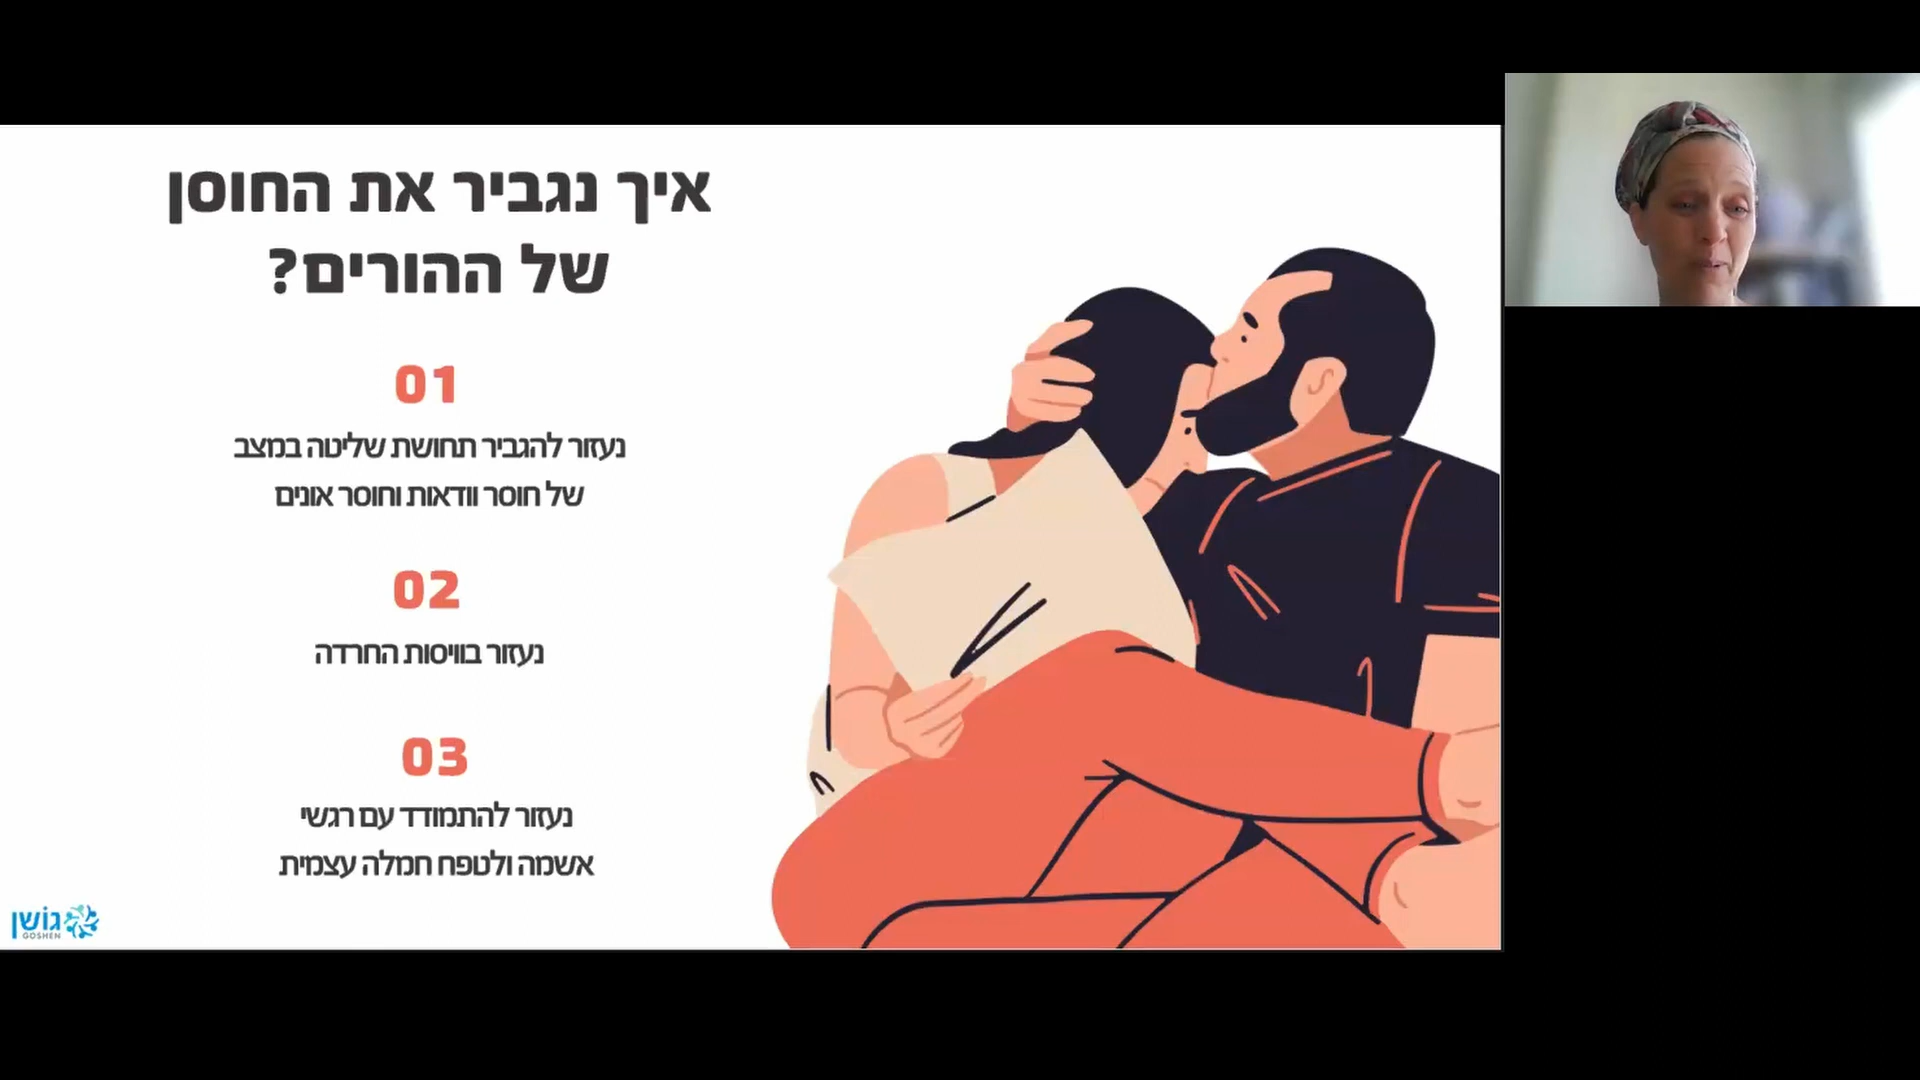 איך נגביר את החוסן
של ההורים?
01
נעזור להגביר תחושת שליטה במצב
של חוסר וודאות וחוסר אונים
02
נעזור בוויסות החרדה
03
נעזור להתמודד עם רגשי
אשמה ולטפח חמלה עצמית
גושן
GOSHEN